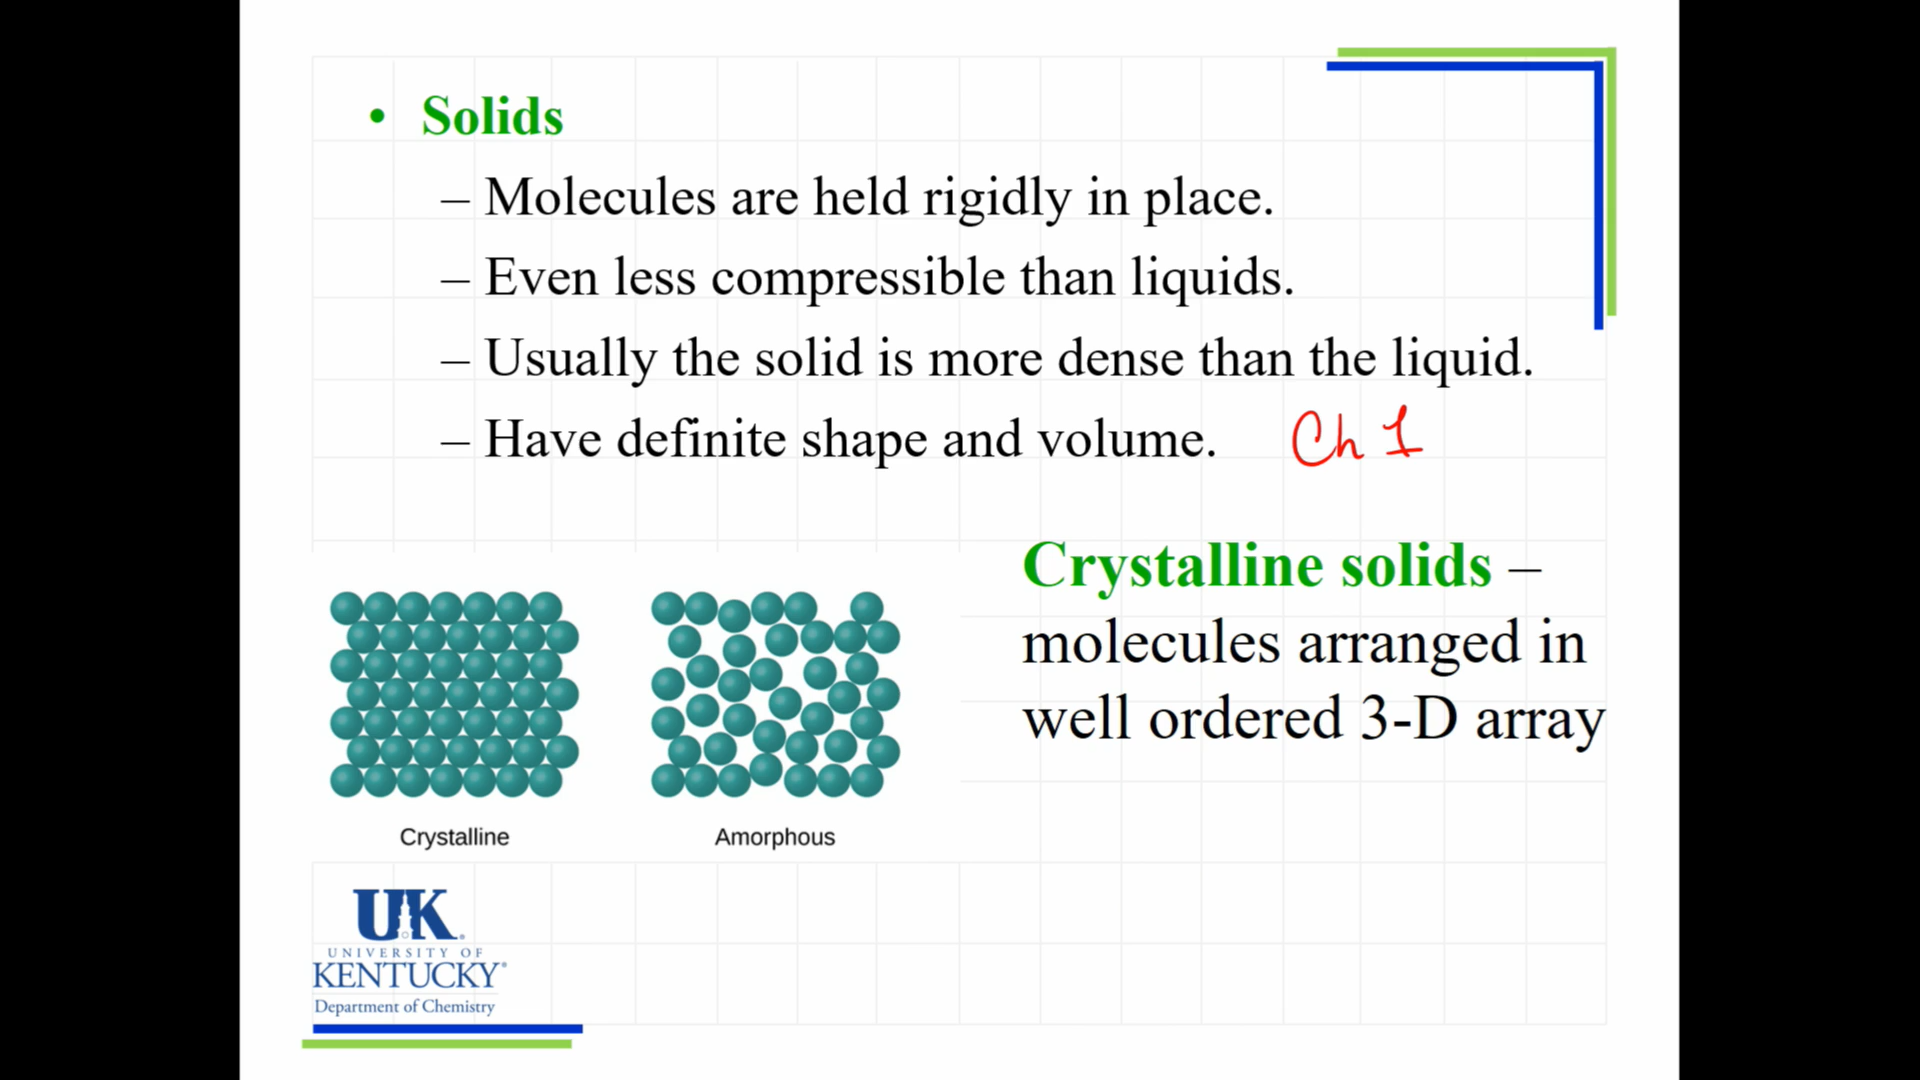 • Solids
– Molecules are held rigidly in place.
– Even less compressible than liquids.
– Usually the solid is more dense than the liquid.
– Have definite shape and volume. Ch 1
Crystalline solids –
molecules arranged in
well ordered 3-D array
Crystalline
Amorphous
UK
UNIVERSITY OF
KENTUCKY®
Department of Chemistry